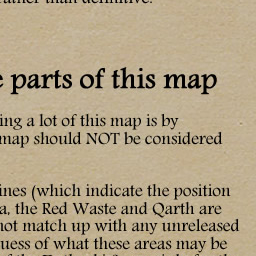 rather than definitive.
parts of this map
ing a lot of this map is by
map should NOT be considered
ines (which indicate the position
a, the Red Waste and Qarth are
not match up with any unreleased
uess of what these areas may be